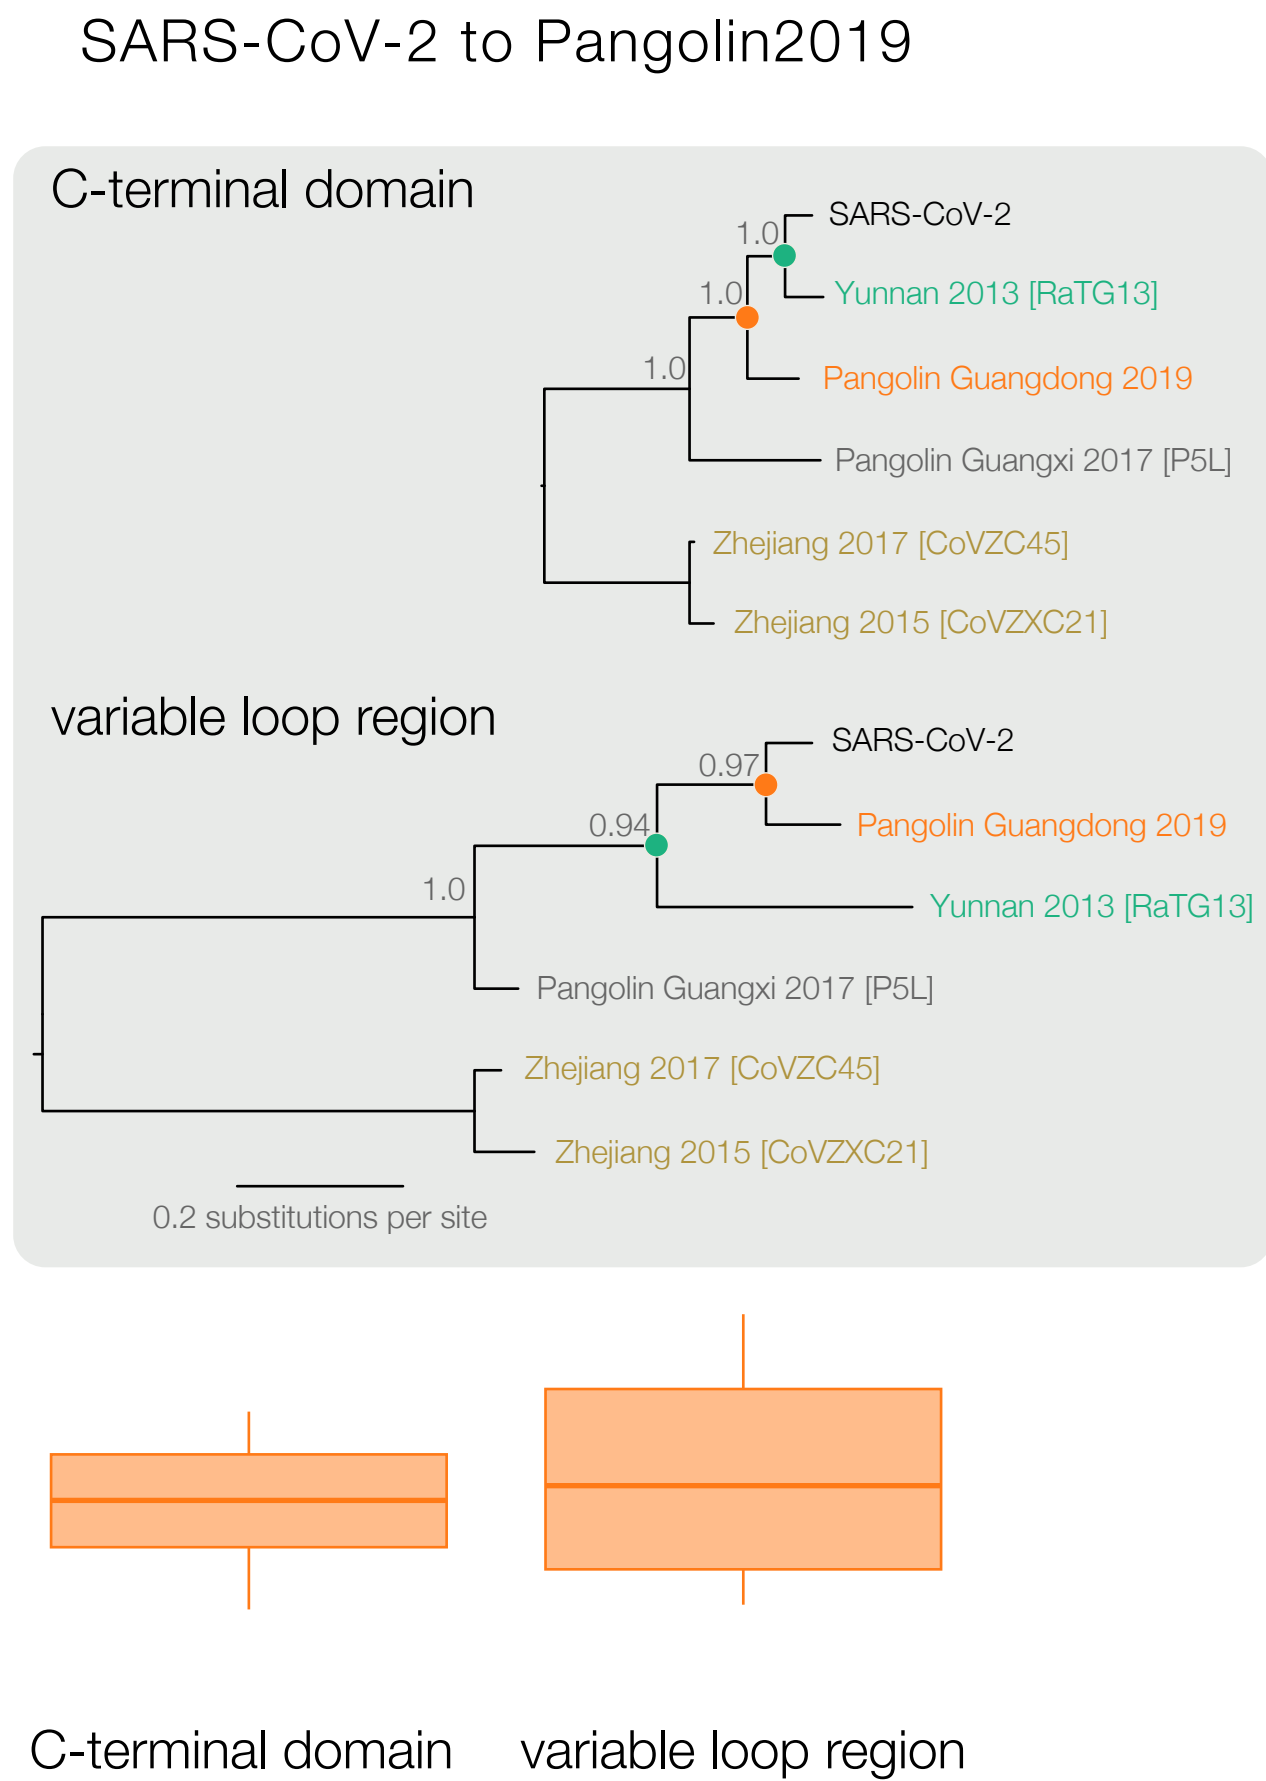 SARS-CoV-2 to Pangolin2019
C-terminal domain
SARS-CoV-2
1.0
Yunnan 2013 [RaTG13]
1.0
1.0
Pangolin Guangdong 2019
Pangolin Guangxi 2017 [P5L]
Zhejiang 2017 [CoVZC45]
Zhejiang 2015 [CoVZXC21]
variable loop region
SARS-CoV-2
0.97
Pangolin Guangdong 2019
0.94
1.0
Yunnan 2013 [RaTG13]
Pangolin Guangxi 2017 [P5L]
Zhejiang 2017 [CoVZC45]
Zhejiang 2015 [CoVZXC21]
0.2 substitutions per site
C-terminal domain
variable loop region